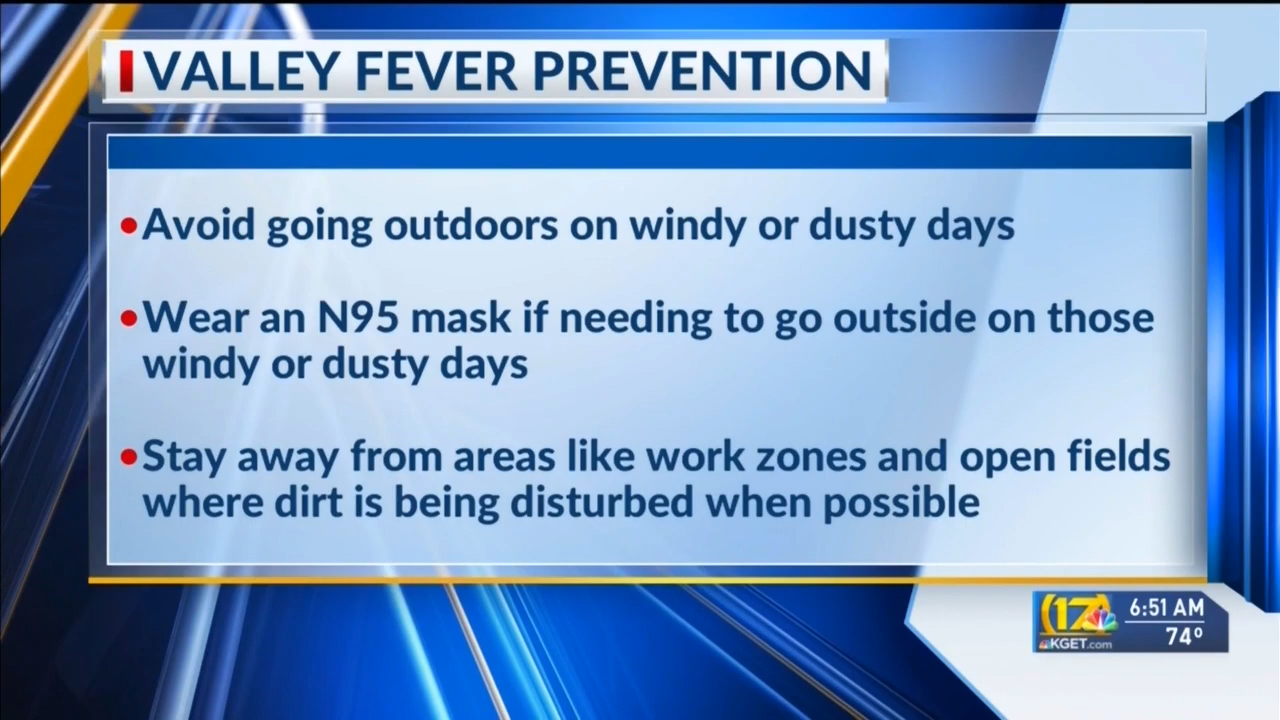 VALLEY FEVER PREVENTION
•Avoid going outdoors on windy or dusty days
•Wear an N95 mask if needing to go outside on those
windy or dusty days
•Stay away from areas like work zones and open fields
where dirt is being disturbed when possible
17
KGET.com
6:51 AM
74°